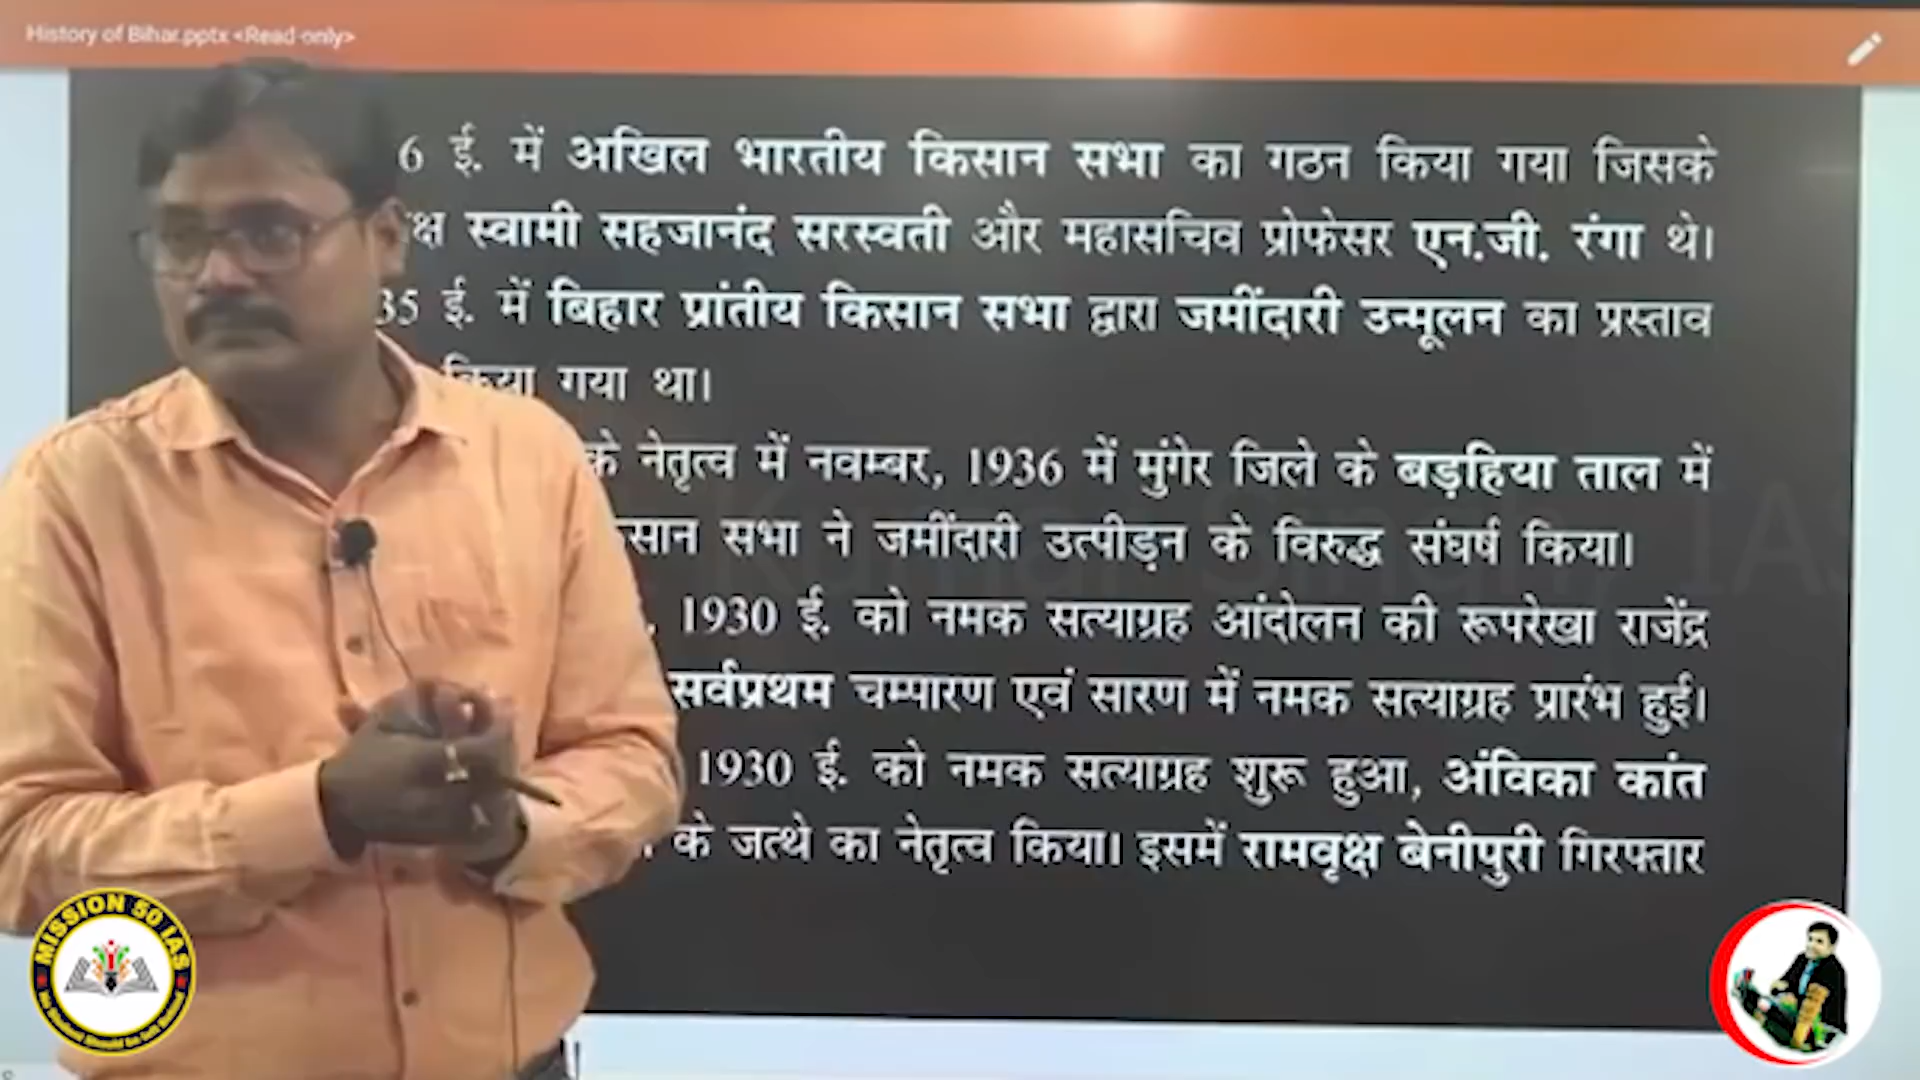 History of Bihar.pptx <Read-only>
6 ई. में अखिल भारतीय किसान सभा का गठन किया गया जिसके
क्ष स्वामी सहजानंद सरस्वती और महासचिव प्रोफेसर एन.जी. रंगा थे।
35 ई. में बिहार प्रांतीय किसान सभा द्वारा जमींदारी उन्मूलन का प्रस्ताव
किया गया था।
के नेतृत्व में नवम्बर, 1936 में मुंगेर जिले के बड़हिया ताल में
सान सभा ने जमींदारी उत्पीड़न के विरुद्ध संघर्ष किया।
, 1930 ई. को नमक सत्याग्रह आंदोलन की रूपरेखा राजेंद्र
सर्वप्रथम चम्पारण एवं सारण में नमक सत्याग्रह प्रारंभ हुई।
1930 ई. को नमक सत्याग्रह शुरू हुआ, अंविका कांत
के जत्थे का नेतृत्व किया। इसमें रामवृक्ष बेनीपुरी गिरफ्तार
Kumar Singh, IAS
MISSION 50 IAS